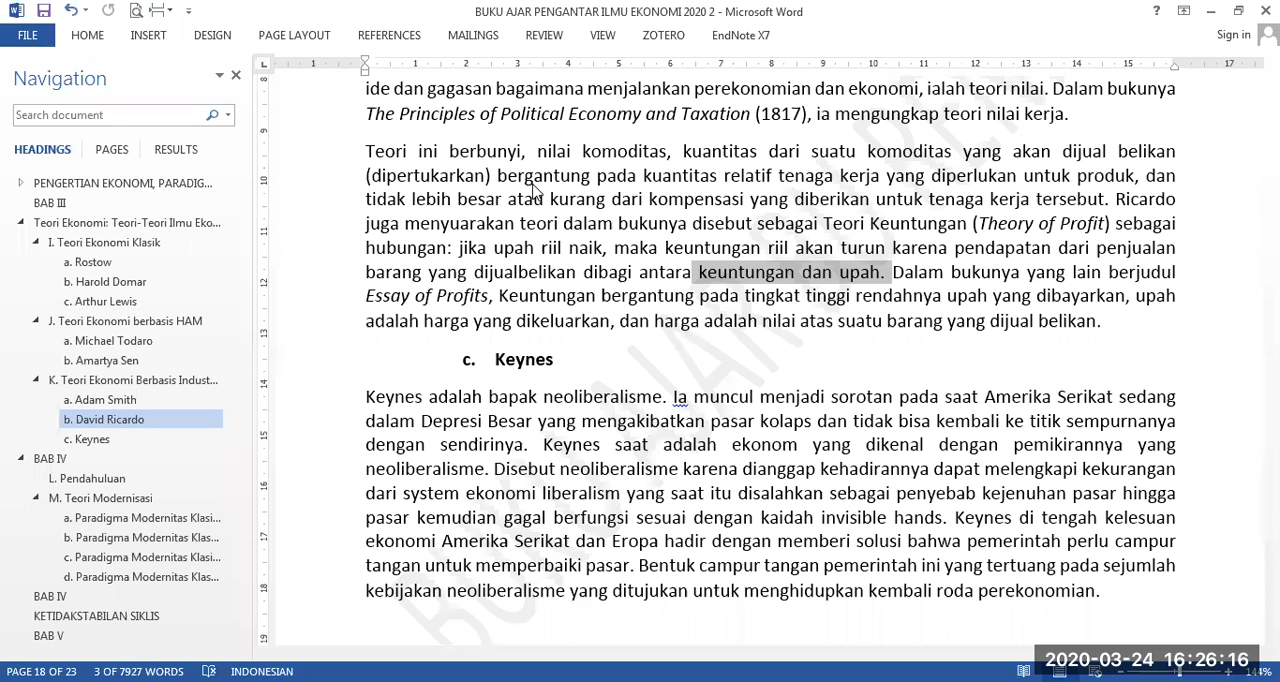 BUKU AJAR PENGANTAR ILMU EKONOMI 2020 2 - Microsoft Word
FILE HOME INSERT DESIGN PAGE LAYOUT REFERENCES MAILINGS REVIEW VIEW ZOTERO EndNote X7 Sign in
Navigation
Search document
HEADINGS PAGES RESULTS
PENGERTIAN EKONOMI, PARADIG...
BAB III
Teori Ekonomi: Teori-Teori Ilmu Eko...
I. Teori Ekonomi Klasik
a. Rostow
b. Harold Domar
c. Arthur Lewis
J. Teori Ekonomi berbasis HAM
a. Michael Todaro
b. Amartya Sen
K. Teori Ekonomi Berbasis Indust...
a. Adam Smith
b. David Ricardo
c. Keynes
BAB IV
L. Pendahuluan
M. Teori Modernisasi
a. Paradigma Modernitas Klasi...
b. Paradigma Modernitas Klas...
c. Paradigma Modernitas Klas...
d. Paradigma Modernitas Klas...
BAB IV
KETIDAKSTABILAN SIKLIS
BAB V
ide dan gagasan bagaimana menjalankan perekonomian dan ekonomi, ialah teori nilai. Dalam bukunya
The Principles of Political Economy and Taxation (1817), ia mengungkap teori nilai kerja.
Teori ini berbunyi, nilai komoditas, kuantitas dari suatu komoditas yang akan dijual belikan
(dipertukarkan) bergantung pada kuantitas relatif tenaga kerja yang diperlukan untuk produk, dan
tidak lebih besar atau kurang dari kompensasi yang diberikan untuk tenaga kerja tersebut. Ricardo
juga menyuarakan teori dalam bukunya disebut sebagai Teori Keuntungan (Theory of Profit) sebagai
hubungan: jika upah riil naik, maka keuntungan riil akan turun karena pendapatan dari penjualan
barang yang dijualbelikan dibagi antara keuntungan dan upah. Dalam bukunya yang lain berjudul
Essay of Profits, Keuntungan bergantung pada tingkat tinggi rendahnya upah yang dibayarkan, upah
adalah harga yang dikeluarkan, dan harga adalah nilai atas suatu barang yang dijual belikan.
c. Keynes
Keynes adalah bapak neoliberalisme. Ia muncul menjadi sorotan pada saat Amerika Serikat sedang
dalam Depresi Besar yang mengakibatkan pasar kolaps dan tidak bisa kembali ke titik sempurnanya
dengan sendirinya. Keynes saat adalah ekonom yang dikenal dengan pemikirannya yang
neoliberalisme. Disebut neoliberalisme karena dianggap kehadirannya dapat melengkapi kekurangan
dari system ekonomi liberalism yang saat itu disalahkan sebagai penyebab kejenuhan pasar hingga
pasar kemudian gagal berfungsi sesuai dengan kaidah invisible hands. Keynes di tengah kelesuan
ekonomi Amerika Serikat dan Eropa hadir dengan memberi solusi bahwa pemerintah perlu campur
tangan untuk memperbaiki pasar. Bentuk campur tangan pemerintah ini yang tertuang pada sejumlah
kebijakan neoliberalisme yang ditujukan untuk menghidupkan kembali roda perekonomian.
2020-03-24 16:26:16
PAGE 18 OF 23 3 OF 7927 WORDS INDONESIAN 144%